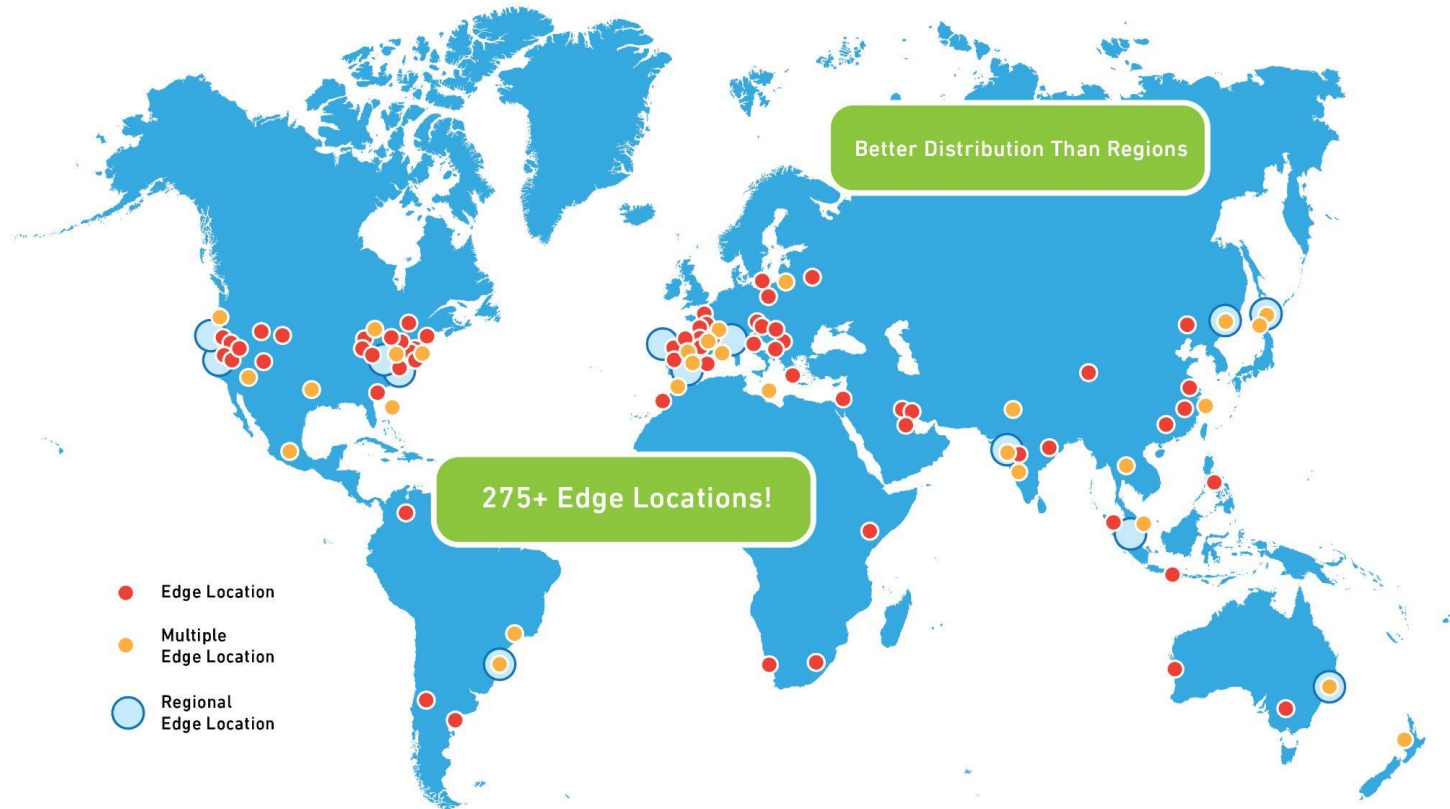 Better Distribution Than Regions
275+ Edge Locations!
Edge Location
Multiple
Edge Location
Regional
Edge Location